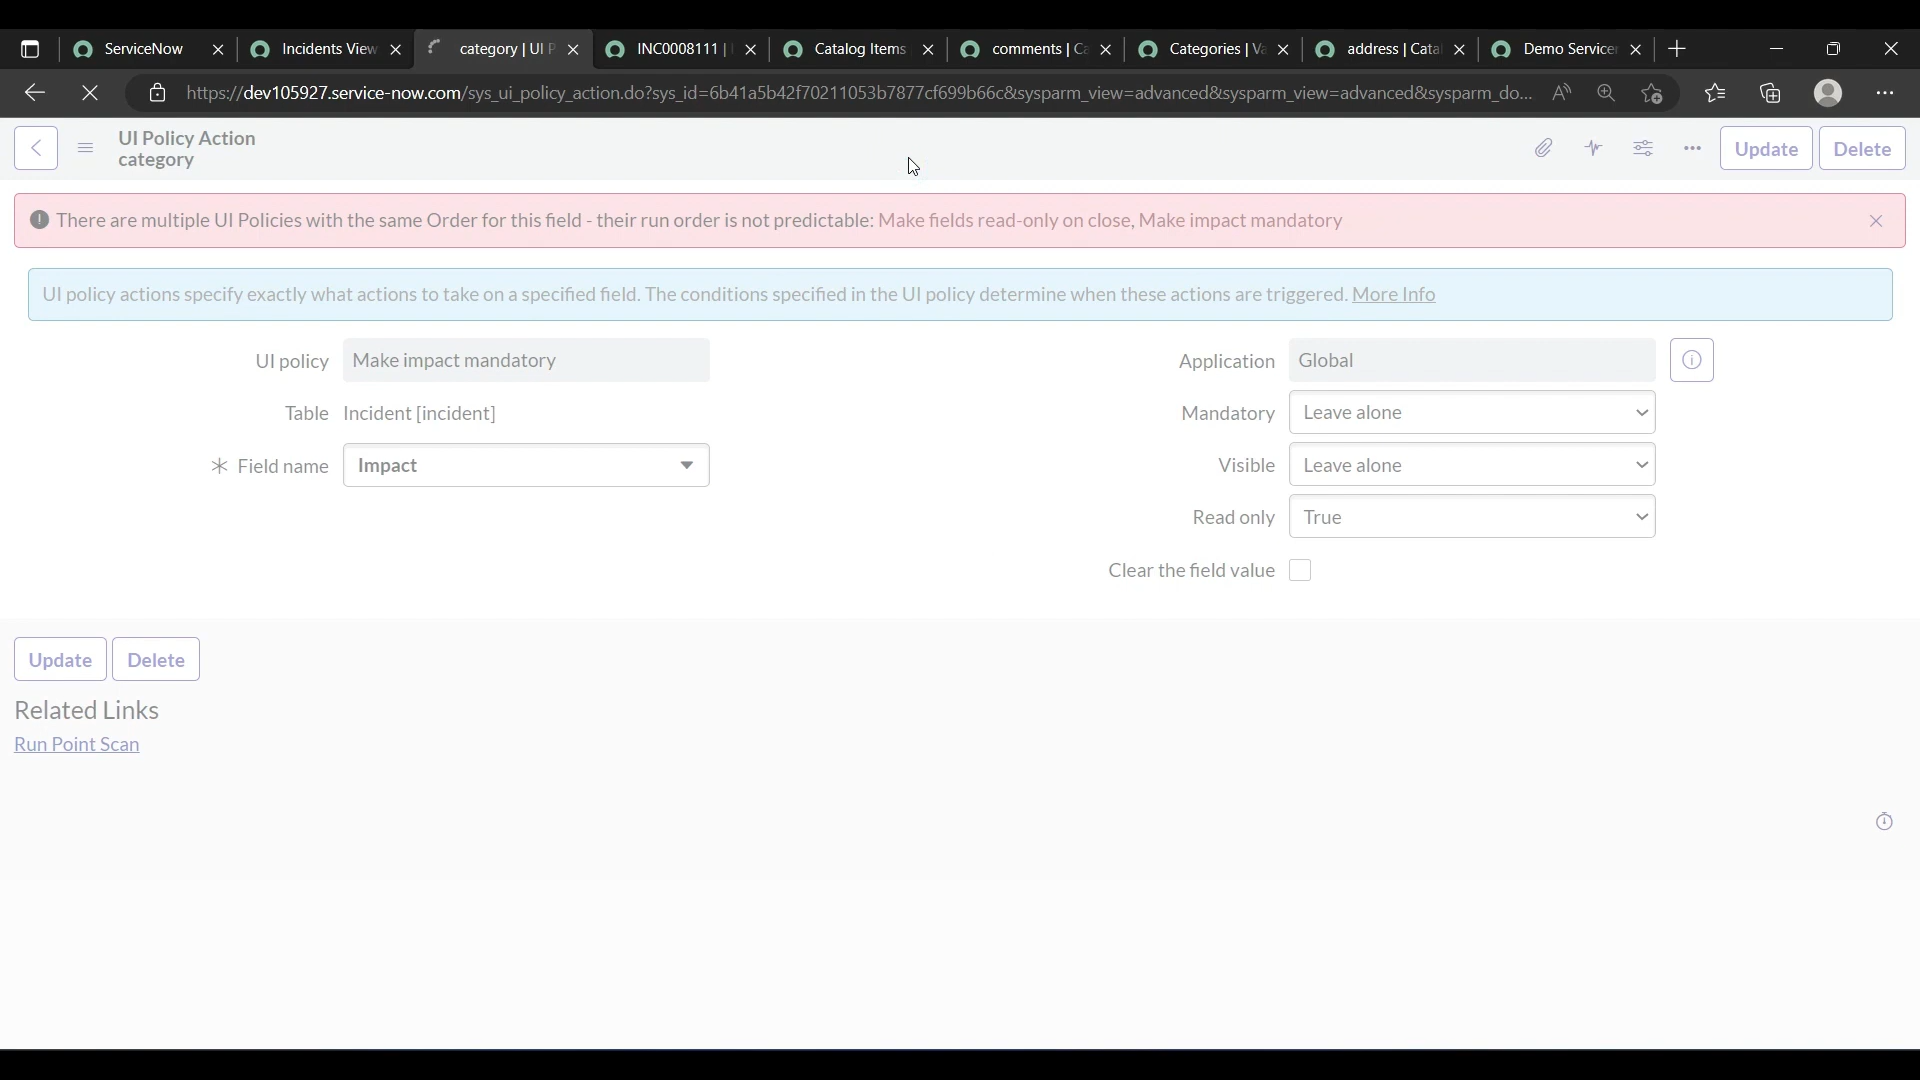 ServiceNow
Incidents View
category | UI P
INC0008111 |
Catalog Items
comments | Ca
Categories | Va
address | Catal
Demo Service
https://dev105927.service-now.com/sys_ui_policy_action.do?sys_id=6b41a5b42f70211053b7877cf699b66c&sysparm_view=advanced&sysparm_view=advanced&sysparm_do...
UI Policy Action
category
Update
Delete
There are multiple UI Policies with the same Order for this field - their run order is not predictable: Make fields read-only on close, Make impact mandatory
UI policy actions specify exactly what actions to take on a specified field. The conditions specified in the UI policy determine when these actions are triggered. More Info
UI policy Make impact mandatory
Application Global
Table Incident [incident]
Mandatory Leave alone
Field name Impact
Visible Leave alone
Read only True
Clear the field value
Update
Delete
Related Links
Run Point Scan